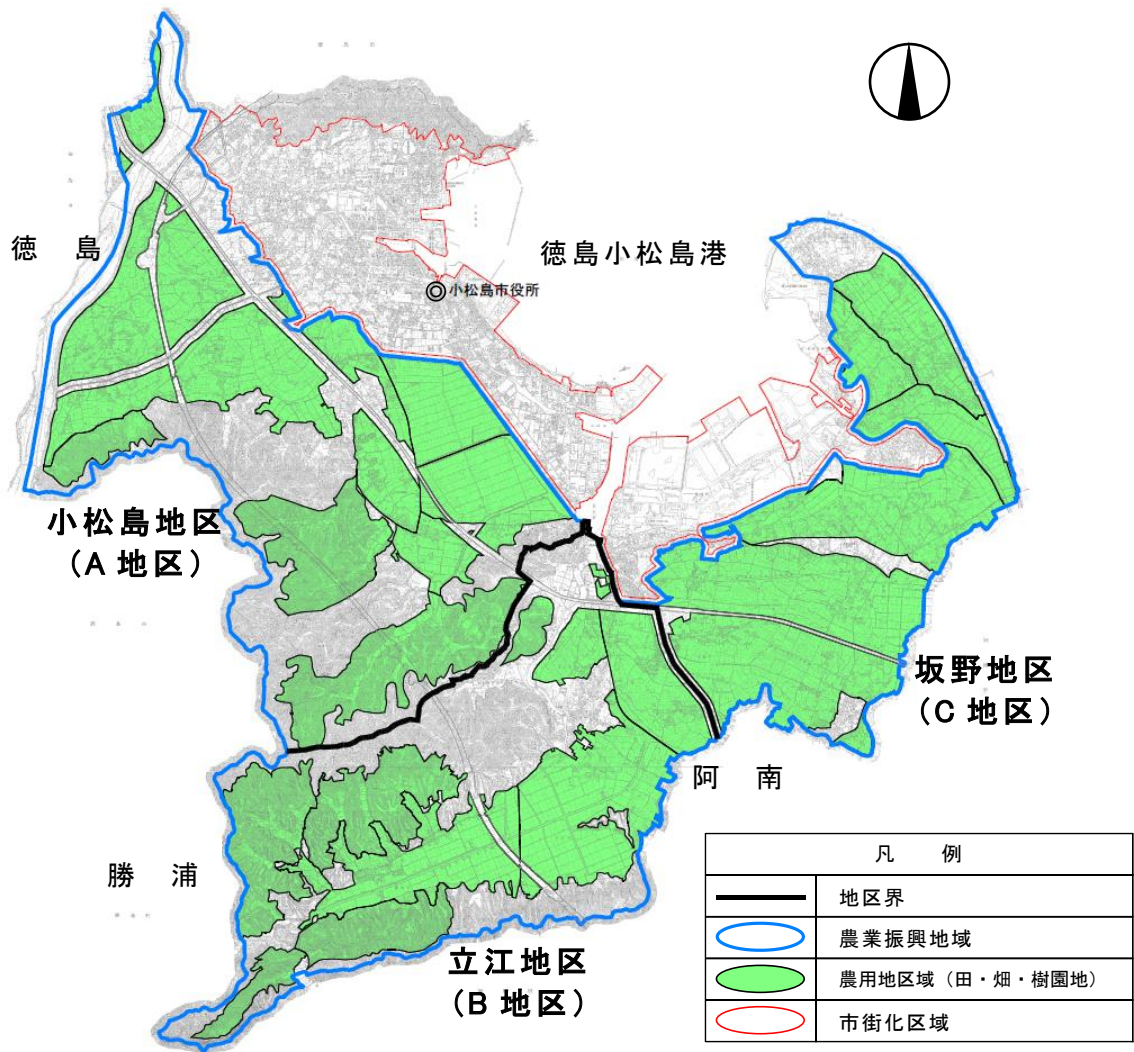 徳島
徳島小松島港
小松島市役所
小松島地区
（A 地区）
坂野地区
（C 地区）
阿南
勝浦
立江地区
（B 地区）
凡例
地区界
農業振興地域
農用地区域（田・畑・樹園地）
市街化区域